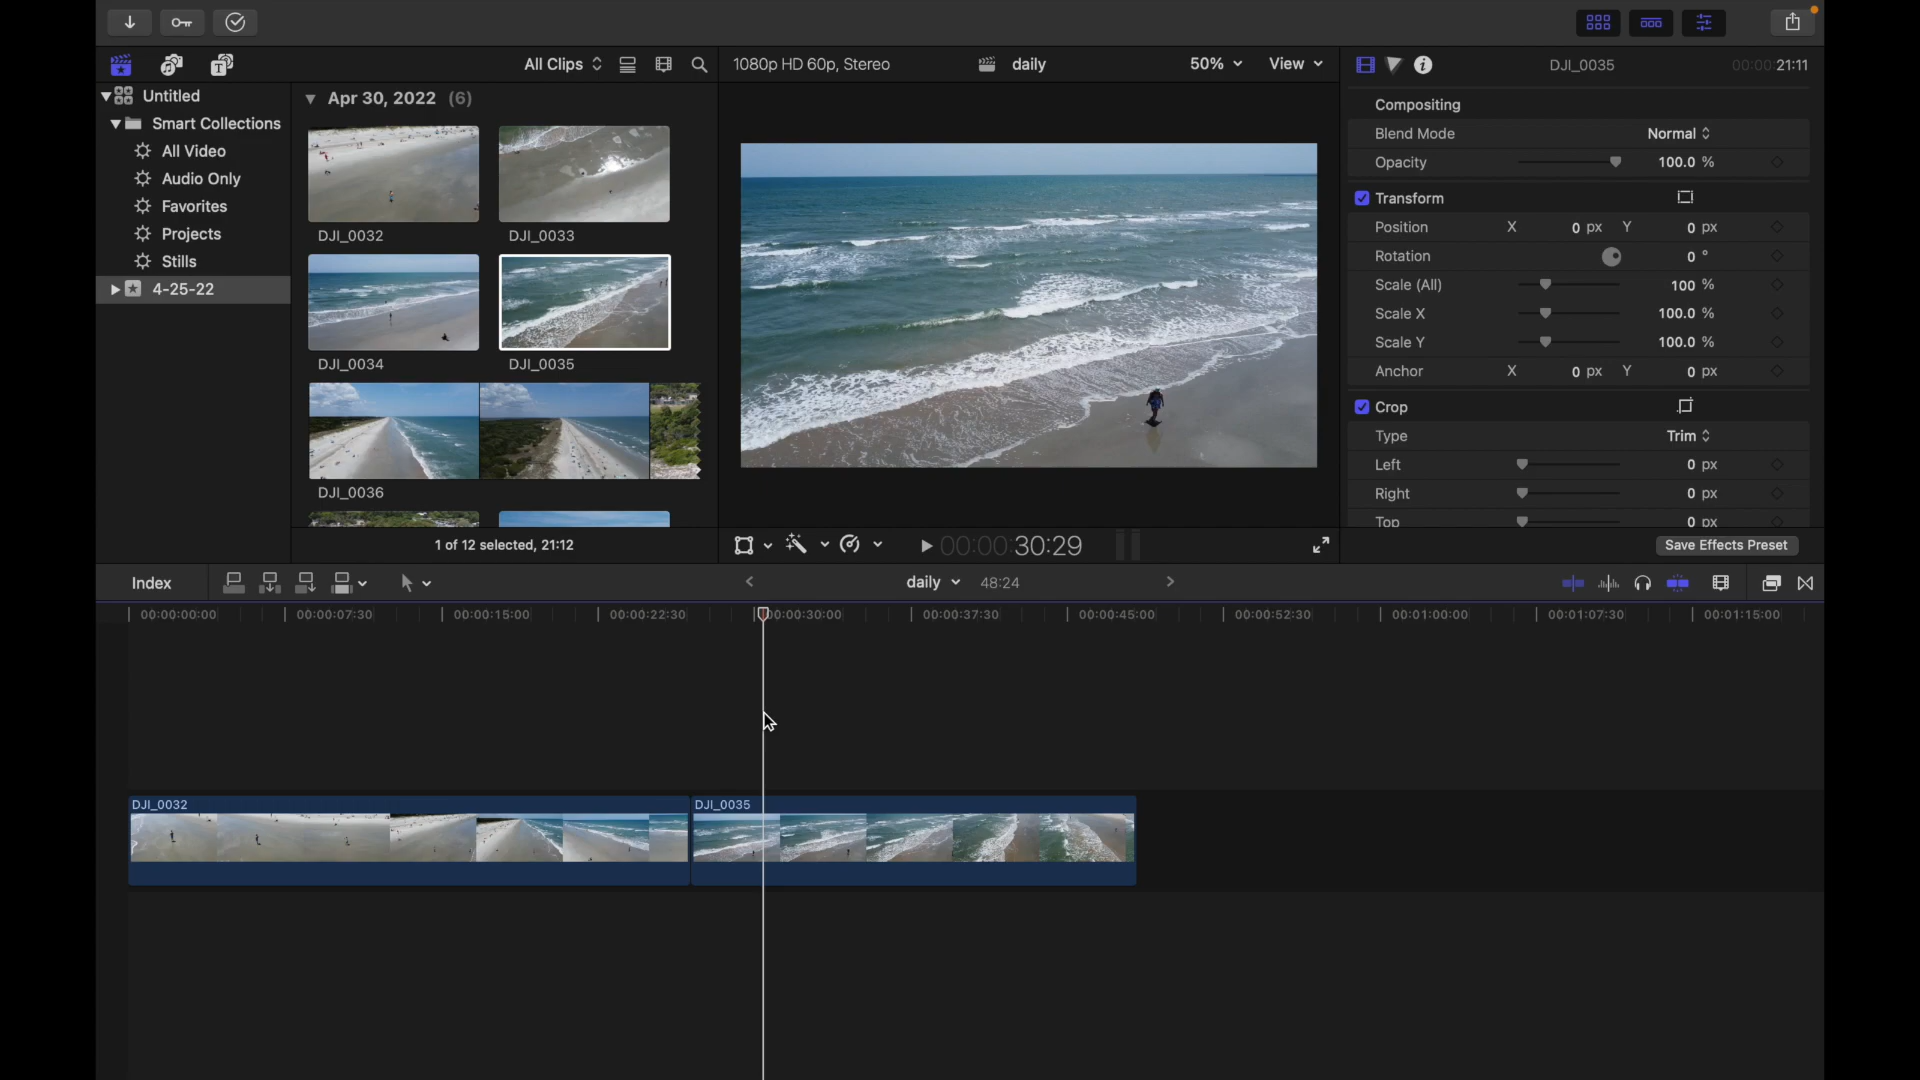 All Clips
1080p HD 60p, Stereo
daily
50%
View
DJI_0035
00:00:21:11
Untitled
Smart Collections
All Video
Audio Only
Favorites
Projects
Stills
4-25-22
Apr 30, 2022 (6)
DJI_0032
DJI_0033
DJI_0034
DJI_0035
DJI_0036
1 of 12 selected, 21:12
00:00:30:29
Compositing
Blend Mode Normal
Opacity 100.0 %
Transform
Position X 0 px Y 0 px
Rotation 0 °
Scale (All) 100 %
Scale X 100.0 %
Scale Y 100.0 %
Anchor X 0 px Y 0 px
Crop
Type Trim
Left 0 px
Right 0 px
Top 0 px
Save Effects Preset
Index
daily
48:24
00:00:00:00 00:00:07:30 00:00:15:00 00:00:22:30 00:00:30:00 00:00:37:30 00:00:45:00 00:00:52:30 00:01:00:00 00:01:07:30 00:01:15:00
DJI_0032
DJI_0035